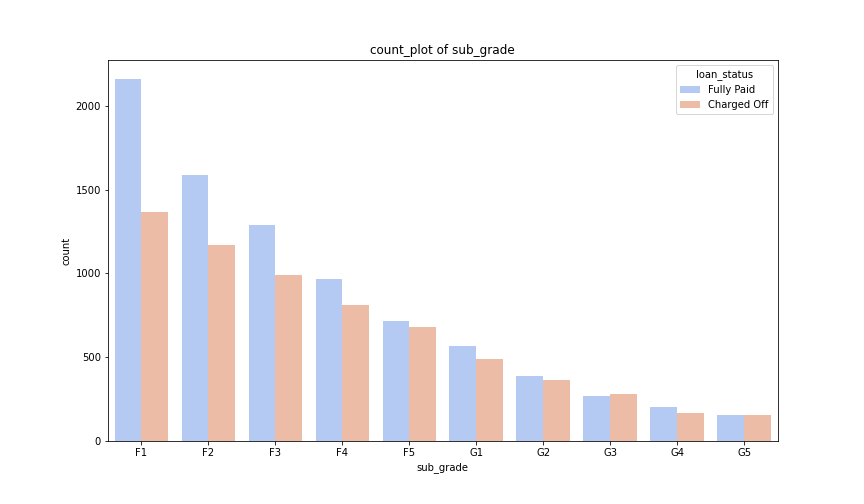 count_plot of sub_grade
loan_status
Fully Paid
Charged Off
2000
1500
1000
500
0
count
F1 F2 F3 F4 F5 G1 G2 G3 G4 G5
sub_grade